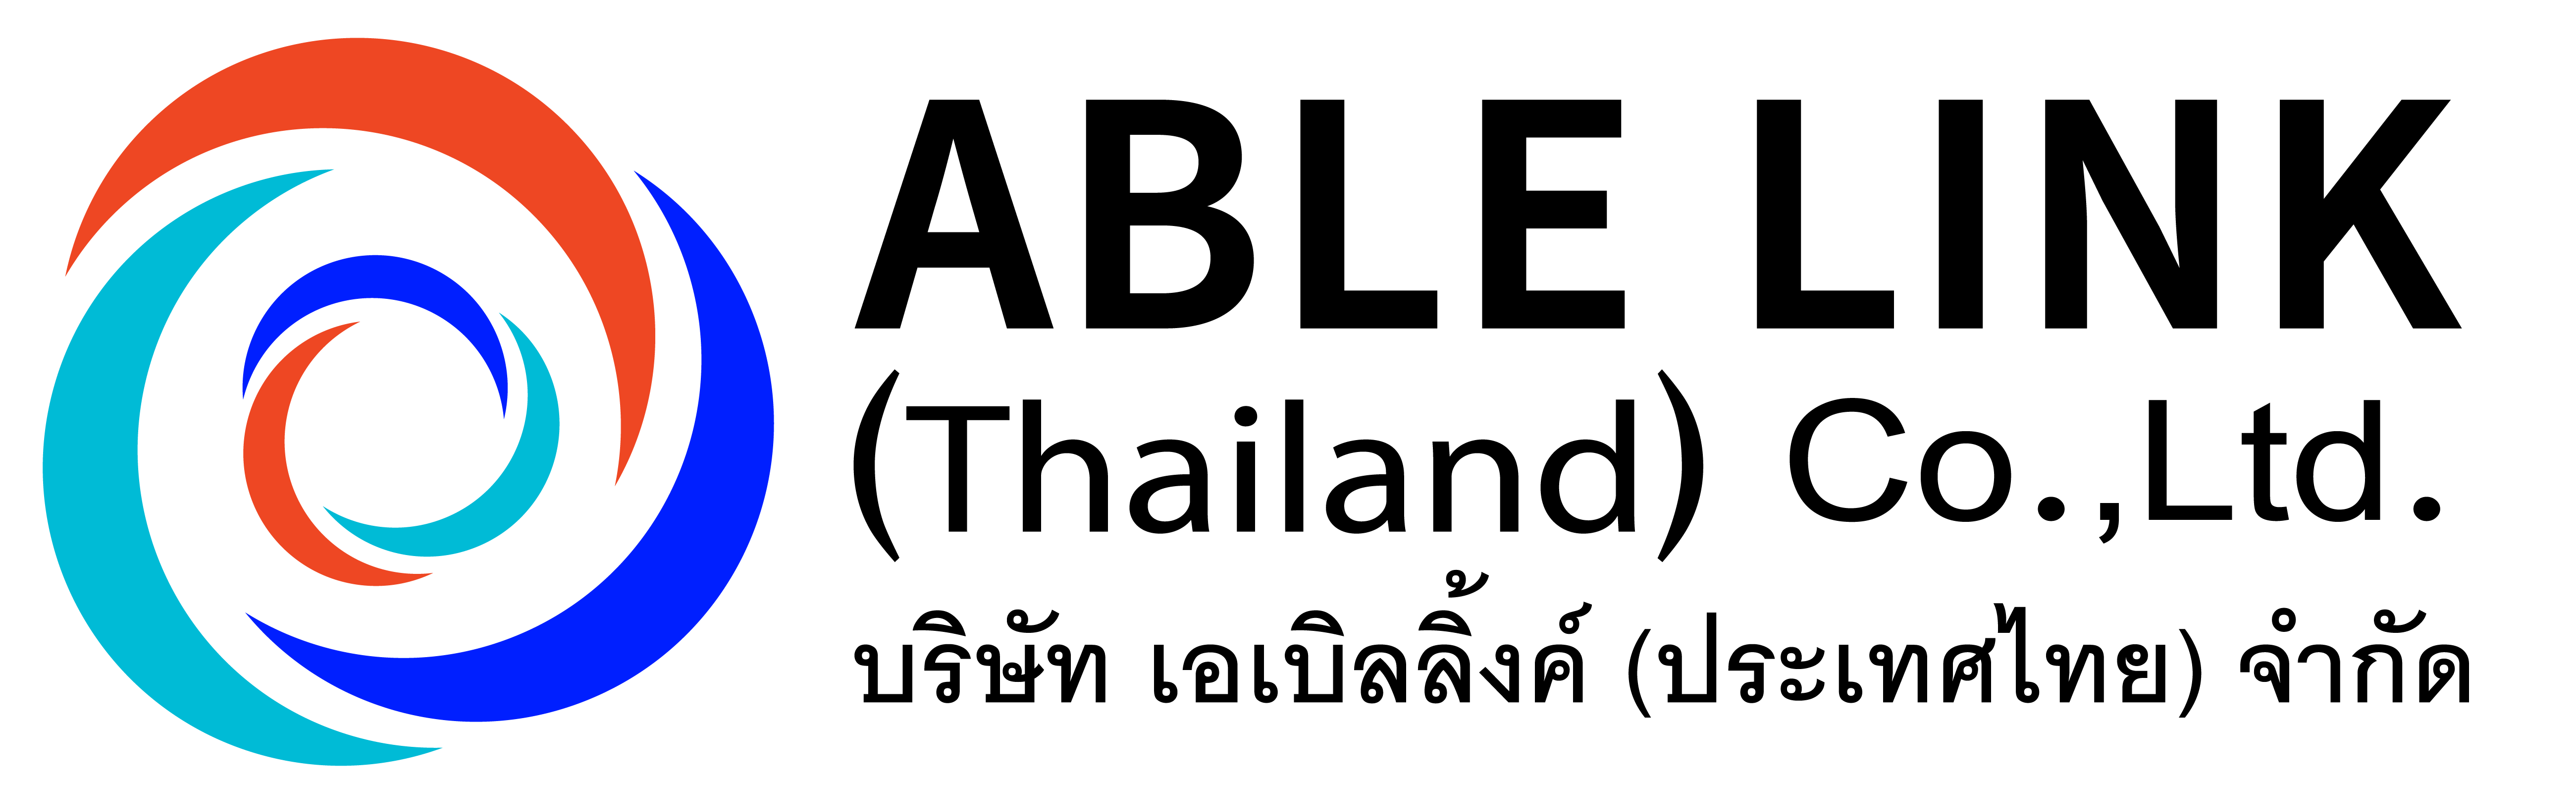 ABLE LINK
(Thailand) Co.,Ltd.
บริษัท เอเบิลลิ้งค์ (ประเทศไทย) จำกัด